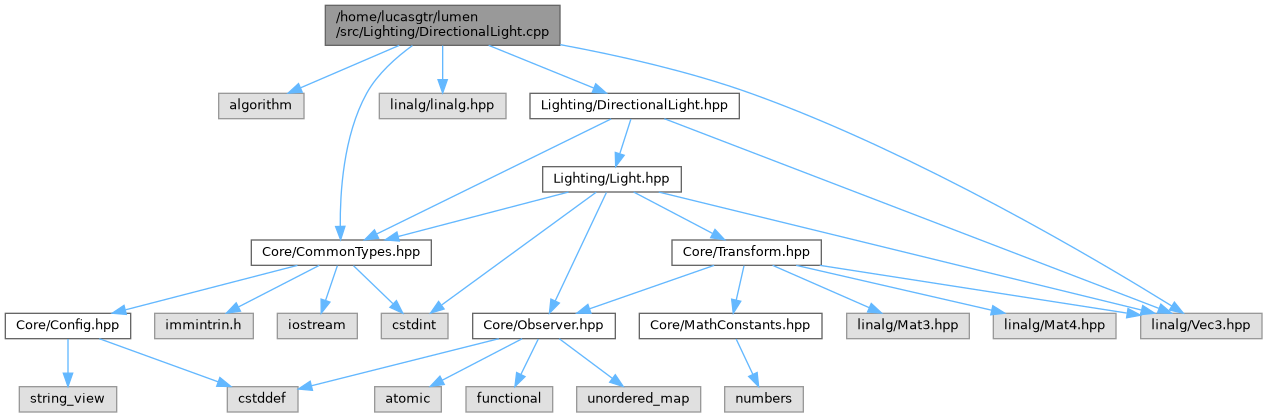 /home/lucasgtr/lumen
/src/Lighting/DirectionalLight.cpp
algorithm
linalg/linalg.hpp
Lighting/DirectionalLight.hpp
Lighting/Light.hpp
Core/CommonTypes.hpp
Core/Transform.hpp
Core/Config.hpp
immintrin.h
iostream
cstdint
Core/Observer.hpp
Core/MathConstants.hpp
linalg/Mat3.hpp
linalg/Mat4.hpp
linalg/Vec3.hpp
string_view
cstddef
atomic
functional
unordered_map
numbers